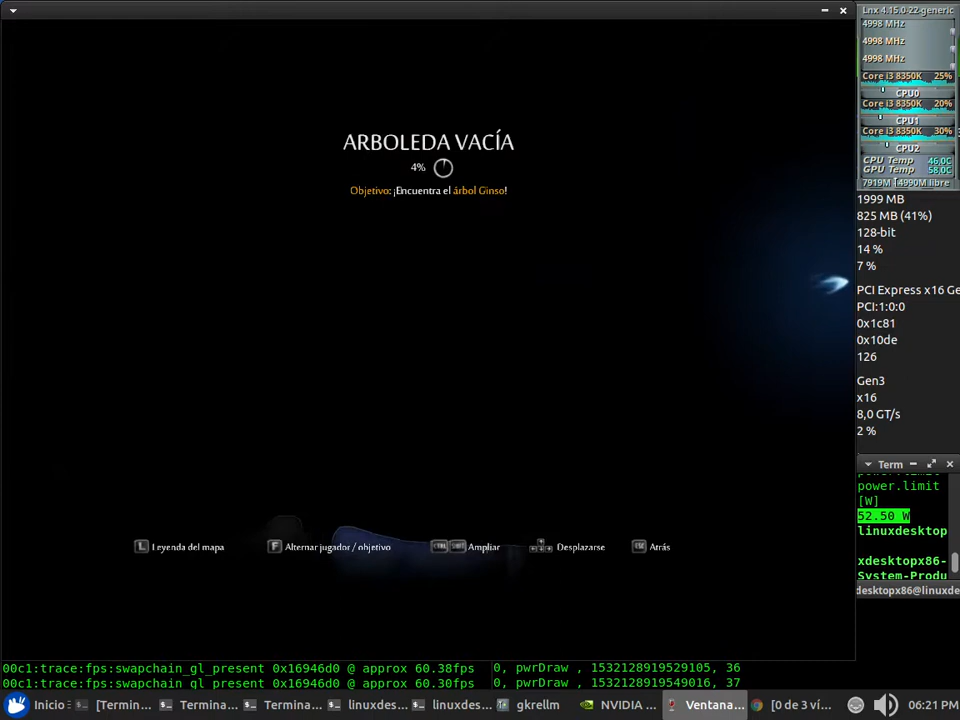 Lnx 4.15.0-22-generic
4998 MHz
4998 MHz
4998 MHz
Core i3 8350K 25%
CPU0
Core i3 8350K 20%
CPU1
Core i3 8350K 30%
CPU2
CPU Temp 46,0C
GPU Temp 58,0C
7919M 14990M libre
ARBOLEDA VACÍA
4%
Objetivo: ¡Encuentra el árbol Ginso!
1999 MB
825 MB (41%)
128-bit
14 %
7 %
PCI Express x16 Ge
PCI:1:0:0
0x1c81
0x10de
126
Gen3
x16
8,0 GT/s
2 %
Term
power.limit
power.limit
[W]
52.50 W
linuxdesktop
xdesktopx86-
System-Produ
desktopx86@linuxde
L Leyenda del mapa
F Alternar jugador / objetivo
Ampliar
Desplazarse
ESC Atrás
00c1:trace:fps:swapchain_gl_present 0x16946d0 @ approx 60.38fps
00c1:trace:fps:swapchain_gl_present 0x16946d0 @ approx 60.30fps
0, pwrDraw , 1532128919529105, 36
0, pwrDraw , 1532128919549016, 37
Inicio
[Termin...
Termina...
Termina...
linuxdes...
linuxdes...
gkrellm
NVIDIA ...
Ventana...
[0 de 3 ví...
06:21 PM